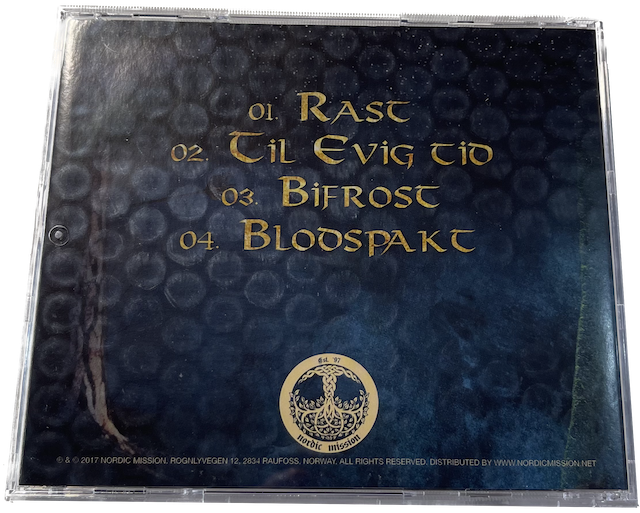 01. Rast
02. Til Evig tid
03. Bifrost
04. Blodspakt
Est. '97
nordic mission
℗ & © 2017 NORDIC MISSION. ROGNLYVEGEN 12, 2834 RAUFOSS. NORWAY. ALL RIGHTS RESERVED. DISTRIBUTED BY WWW.NORDICMISSION.NET